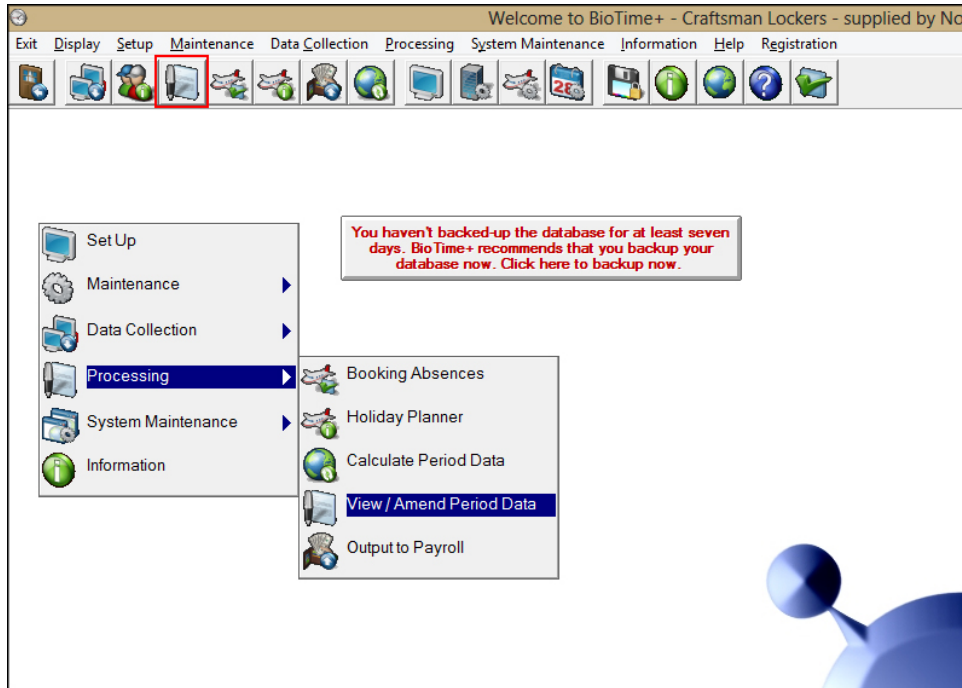 Welcome to BioTime+ - Craftsman Lockers - supplied by No
Exit Display Setup Maintenance Data Collection Processing System Maintenance Information Help Registration
28
You haven't backed-up the database for at least seven
days. BioTime+ recommends that you backup your
database now. Click here to backup now.
Set Up
Maintenance
Data Collection
Processing
System Maintenance
Information
Booking Absences
Holiday Planner
Calculate Period Data
View / Amend Period Data
Output to Payroll